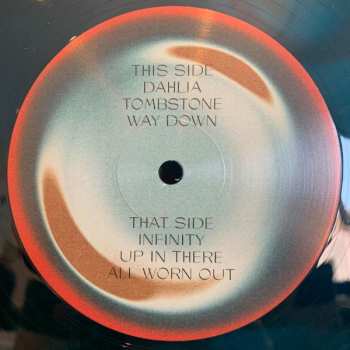 THIS SIDE
DAHLIA
TOMBSTONE
WAY DOWN
THAT SIDE
INFINITY
UP IN THERE
ALL WORN OUT